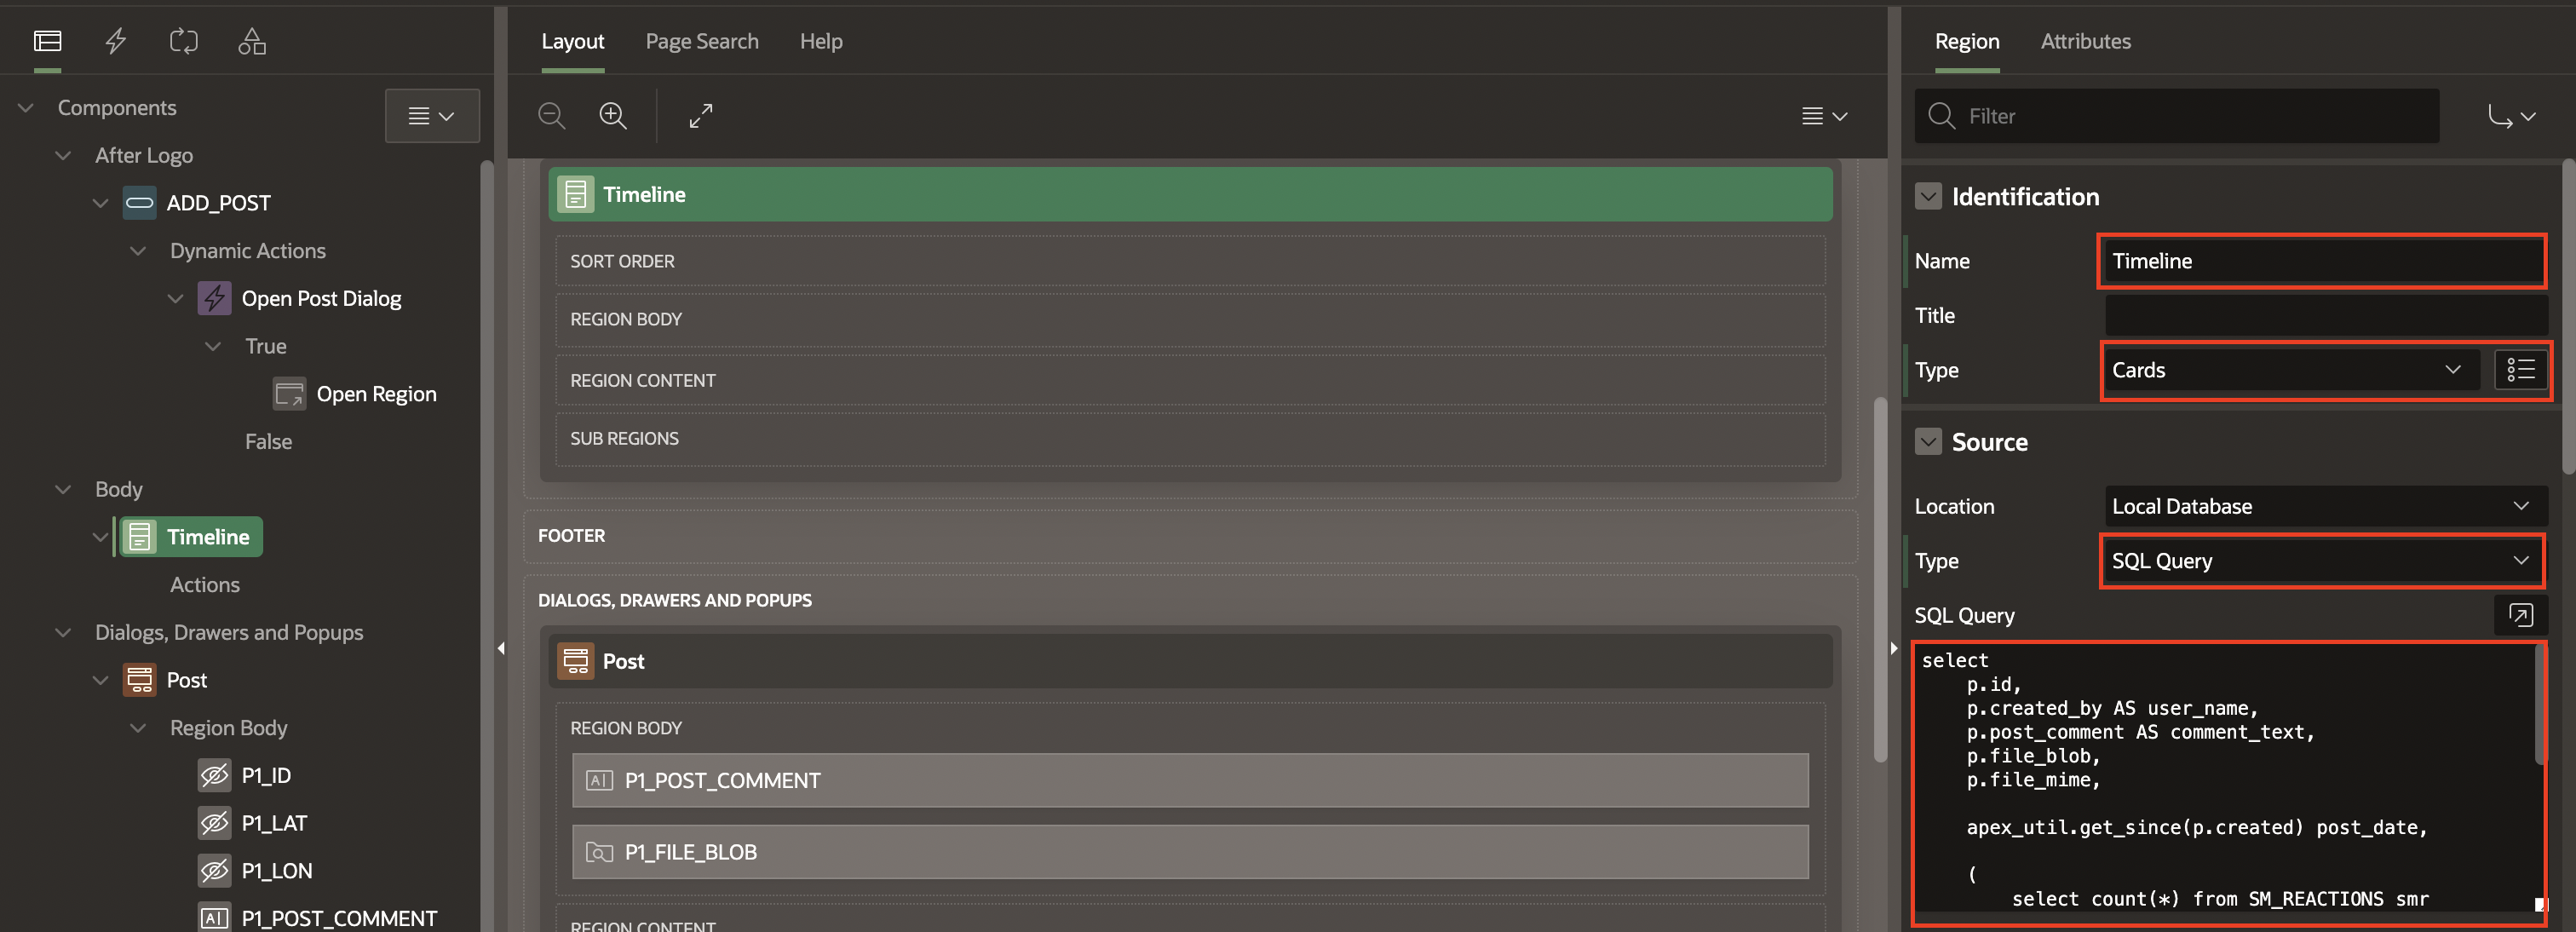 Components
After Logo
ADD_POST
Dynamic Actions
Open Post Dialog
True
Open Region
False
Body
Timeline
Actions
Dialogs, Drawers and Popups
Post
Region Body
P1_ID
P1_LAT
P1_LON
P1_POST_COMMENT
Layout
Page Search
Help
Timeline
SORT ORDER
REGION BODY
REGION CONTENT
SUB REGIONS
FOOTER
DIALOGS, DRAWERS AND POPUPS
Post
REGION BODY
P1_POST_COMMENT
P1_FILE_BLOB
REGION CONTENT
Region
Attributes
Filter
Identification
Name
Timeline
Title
Type
Cards
Source
Location
Local Database
Type
SQL Query
SQL Query
select
p.id,
p.created_by AS user_name,
p.post_comment AS comment_text,
p.file_blob,
p.file_mime,
apex_util.get_since(p.created) post_date,
(
select count(*) from SM_REACTIONS smr